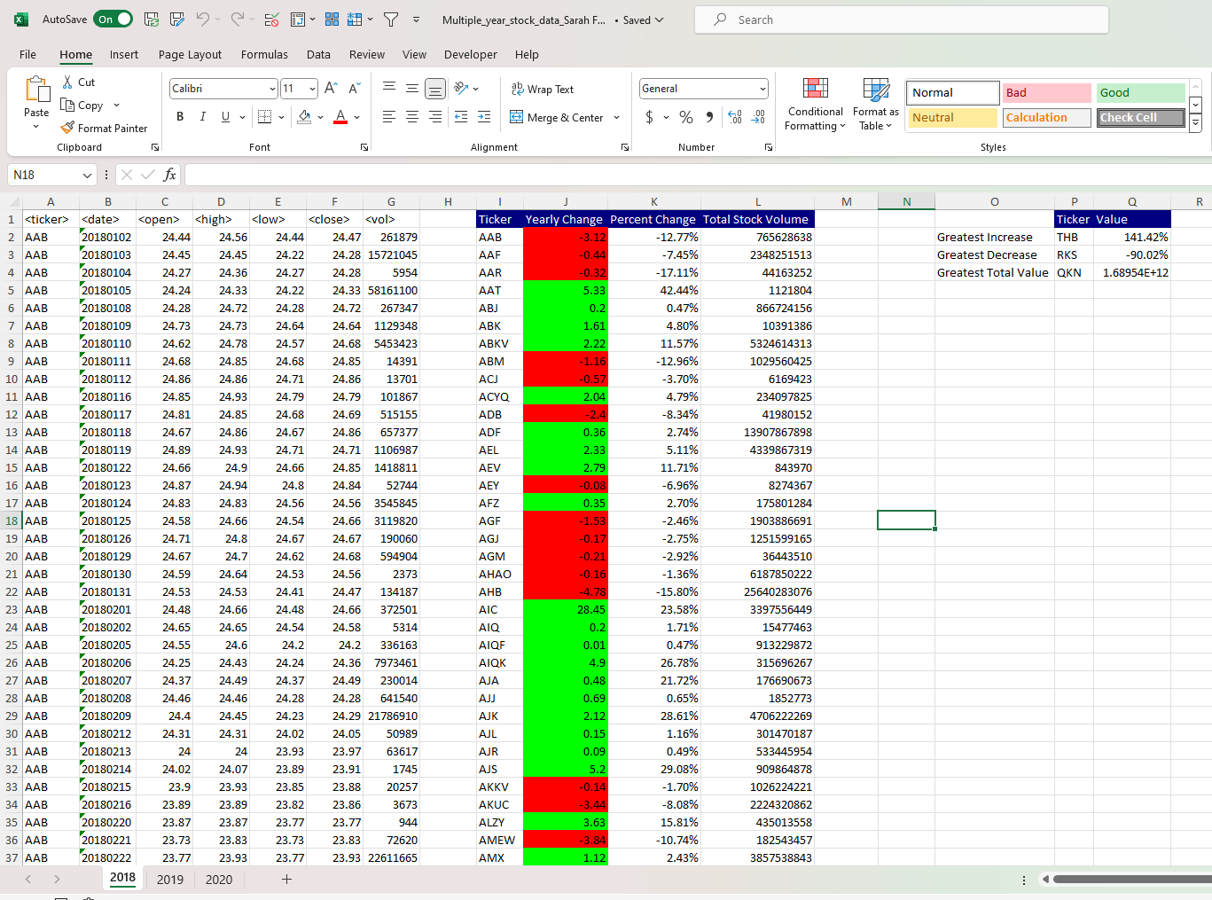 AutoSave On Multiple_year_stock_data_Sarah F... • Saved Search
File Home Insert Page Layout Formulas Data Review View Developer Help
Paste Cut Copy Format Painter Clipboard
Calibri 11 A A B I U A Font
Wrap Text Merge & Center Alignment
General $ % Number
Conditional Formatting Format as Table
Normal Bad Good
Neutral Calculation Check Cell
Styles
N18 fx
A B C D E F G H I J K L M N O P Q R
1 <ticker> <date> <open> <high> <low> <close> <vol> Ticker Yearly Change Percent Change Total Stock Volume Ticker Value
2 AAB 20180102 24.44 24.56 24.44 24.47 261879 AAB -3.12 -12.77% 765628638 Greatest Increase THB 141.42%
3 AAB 20180103 24.45 24.45 24.22 24.28 15721045 AAF -0.44 -7.45% 2348251513 Greatest Decrease RKS -90.02%
4 AAB 20180104 24.27 24.36 24.27 24.28 5954 AAR -0.32 -17.11% 44163252 Greatest Total Value QKN 1.68954E+12
5 AAB 20180105 24.24 24.33 24.22 24.33 58161100 AAT 5.33 42.44% 1121804
6 AAB 20180108 24.28 24.72 24.28 24.72 267347 ABJ 0.2 0.47% 866724156
7 AAB 20180109 24.73 24.73 24.64 24.64 1129348 ABK 1.61 4.80% 10391386
8 AAB 20180110 24.62 24.78 24.57 24.68 5453423 ABKV 2.22 11.57% 5324614313
9 AAB 20180111 24.68 24.85 24.68 24.85 14391 ABM -1.16 -12.96% 1029560425
10 AAB 20180112 24.86 24.86 24.71 24.86 13701 ACJ -0.57 -3.70% 6169423
11 AAB 20180116 24.85 24.93 24.79 24.79 101867 ACYQ 2.04 4.79% 234097825
12 AAB 20180117 24.81 24.85 24.68 24.69 515155 ADB -2.4 -8.34% 41980152
13 AAB 20180118 24.67 24.86 24.67 24.86 657377 ADF 0.36 2.74% 13907867898
14 AAB 20180119 24.89 24.93 24.71 24.71 1106987 AEL 2.33 5.11% 4339867319
15 AAB 20180122 24.66 24.9 24.66 24.85 1418811 AEV 2.79 11.71% 843970
16 AAB 20180123 24.87 24.94 24.8 24.84 52744 AEY -0.08 -6.96% 8274367
17 AAB 20180124 24.83 24.83 24.56 24.56 3545845 AFZ 0.35 2.70% 175801284
18 AAB 20180125 24.58 24.66 24.54 24.66 3119820 AGF -1.53 -2.46% 1903886691
19 AAB 20180126 24.71 24.8 24.67 24.67 190060 AGJ -0.17 -2.75% 1251599165
20 AAB 20180129 24.67 24.7 24.62 24.68 594904 AGM -0.21 -2.92% 36443510
21 AAB 20180130 24.59 24.64 24.53 24.56 2373 AHAO -0.16 -1.36% 6187850222
22 AAB 20180131 24.53 24.53 24.41 24.47 134187 AHB -4.78 -15.80% 25640283076
23 AAB 20180201 24.48 24.66 24.48 24.66 372501 AIC 28.45 23.58% 3397556449
24 AAB 20180202 24.65 24.65 24.54 24.58 5314 AIQ 0.2 1.71% 15477463
25 AAB 20180205 24.55 24.6 24.2 24.2 336163 AIQF 0.01 0.47% 913229872
26 AAB 20180206 24.25 24.43 24.24 24.36 7973461 AIQK 4.9 26.78% 315696267
27 AAB 20180207 24.37 24.49 24.37 24.49 230014 AJA 0.48 21.72% 176690673
28 AAB 20180208 24.46 24.46 24.28 24.28 641540 AJJ 0.69 0.65% 1852773
29 AAB 20180209 24.4 24.45 24.23 24.29 21786910 AJK 2.12 28.61% 4706222269
30 AAB 20180212 24.31 24.31 24.02 24.05 50989 AJL 0.15 1.16% 301470187
31 AAB 20180213 24 24 23.93 23.97 63617 AJR 0.09 0.49% 533445954
32 AAB 20180214 24.02 24.07 23.89 23.91 1745 AJS 5.2 29.08% 909864878
33 AAB 20180215 23.9 23.93 23.85 23.88 20257 AKKV -0.14 -1.70% 1026224221
34 AAB 20180216 23.89 23.89 23.82 23.86 3673 AKUC -3.44 -8.08% 2224320862
35 AAB 20180220 23.87 23.87 23.77 23.77 944 ALZY 3.63 15.81% 435013558
36 AAB 20180221 23.73 23.83 23.73 23.83 72620 AMEW -3.84 -10.74% 182543457
37 AAB 20180222 23.77 23.93 23.77 23.93 22611665 AMX 1.12 2.43% 3857538843
2018 2019 2020 +